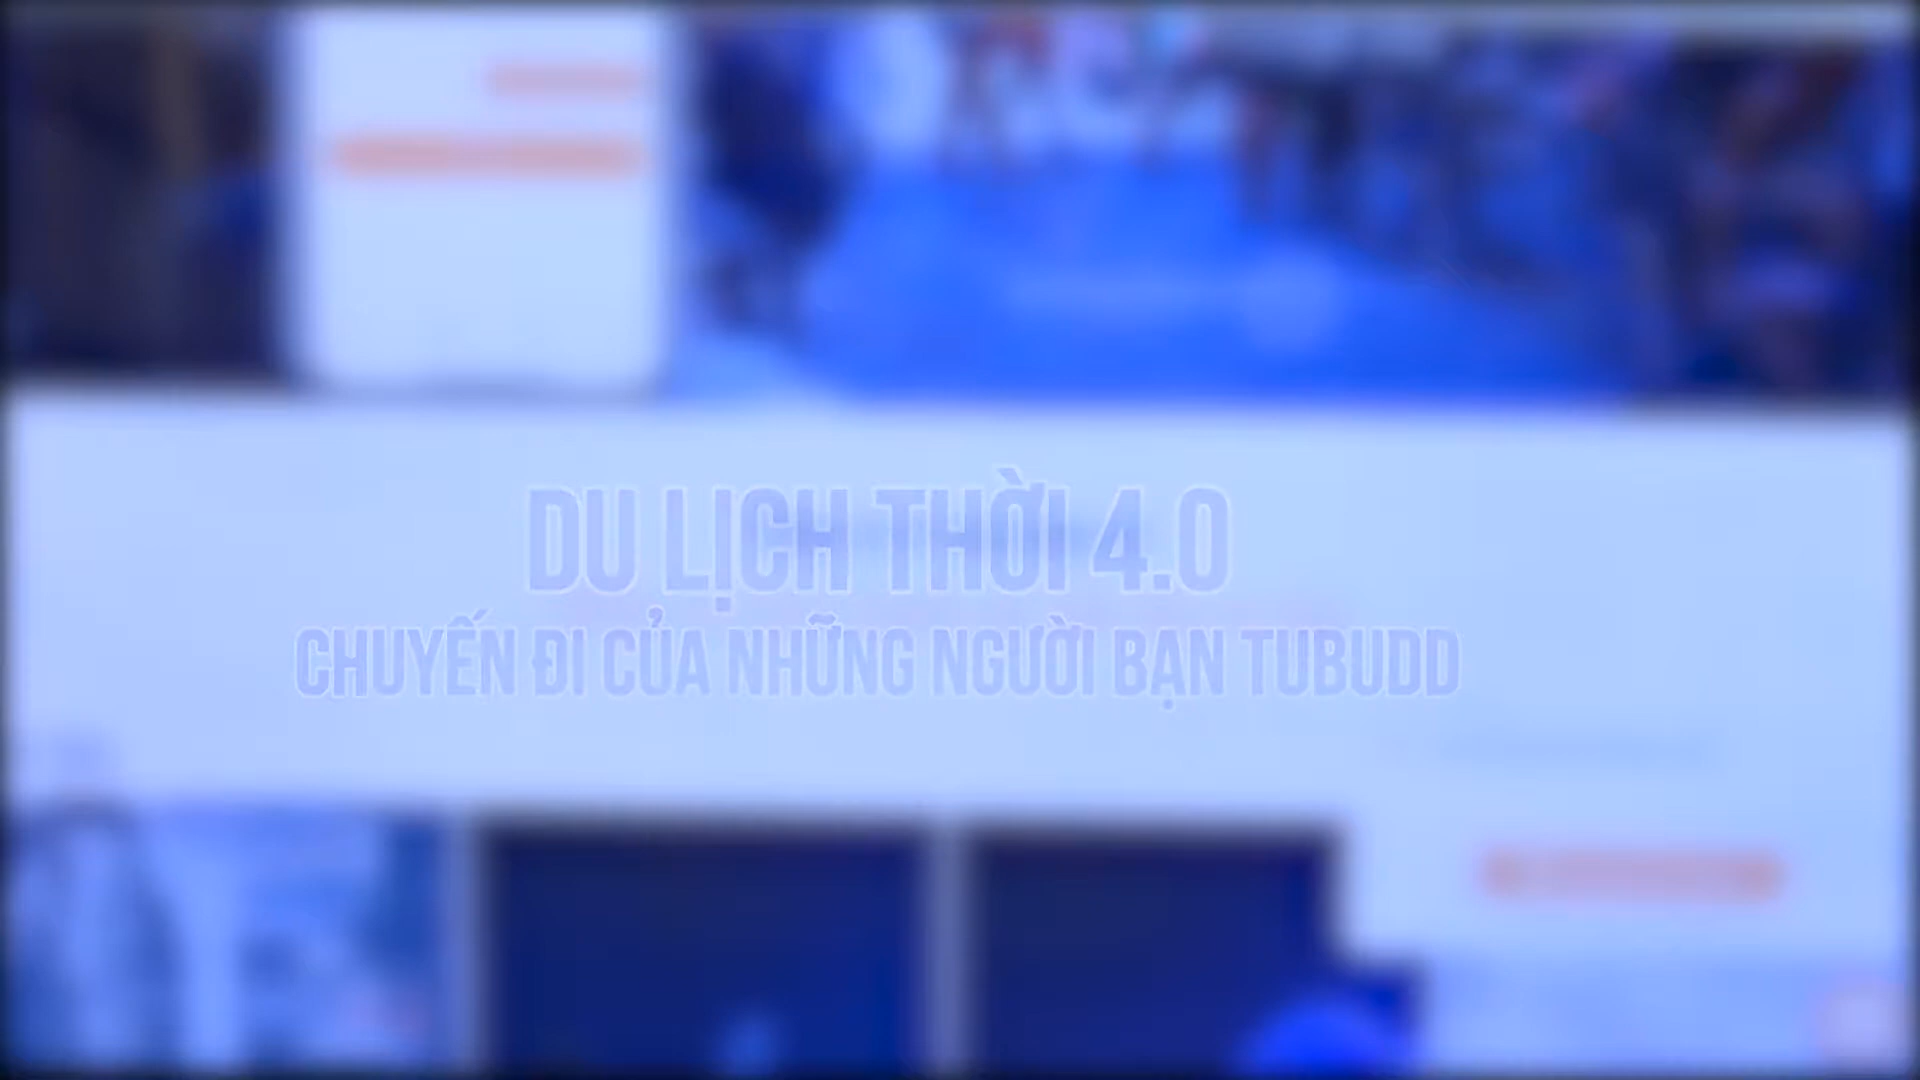 DU LỊCH THỜI 4.0
CHUYẾN ĐI CỦA NHỮNG NGƯỜI BẠN TUBUDD